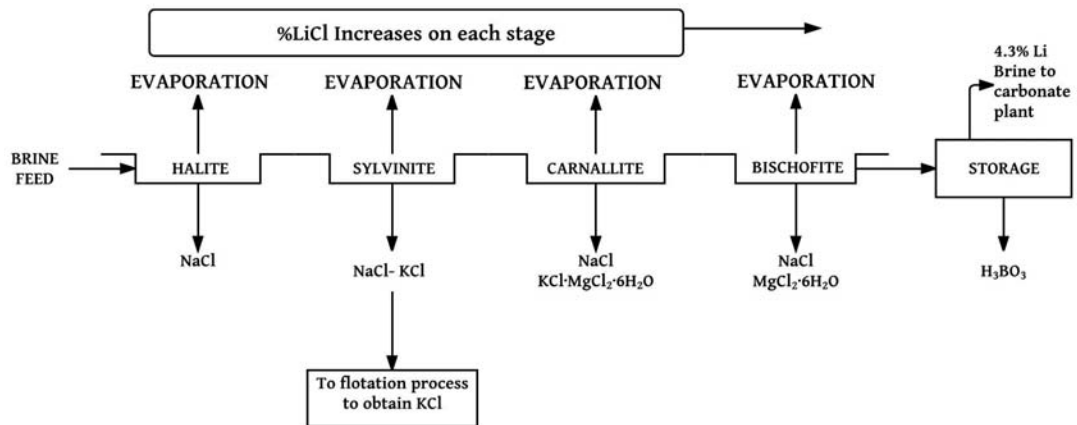 %LiCl Increases on each stage
EVAPORATION
EVAPORATION
EVAPORATION
EVAPORATION
4.3% Li
Brine to
carbonate
plant
BRINE
FEED
HALITE
SYLVINITE
CARNALLITE
BISCHOFITE
STORAGE
NaCl
NaCl- KCl
NaCl
KCl·MgCl₂·6H₂O
NaCl
MgCl₂·6H₂O
H₃BO₃
To flotation process
to obtain KCl